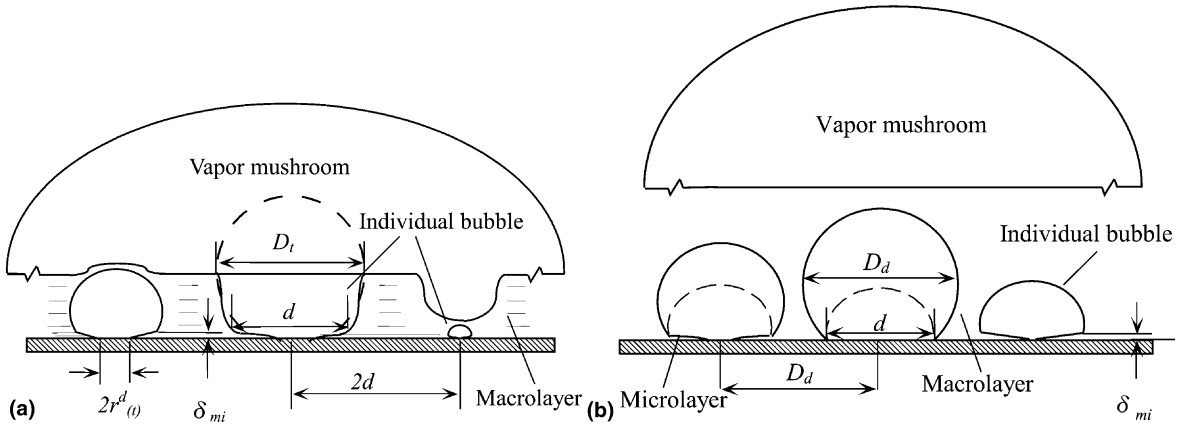 Vapor mushroom
Individual bubble
D_t
d
2d
2r^d_(t)
δ_mi
Macrolayer
(a)
Vapor mushroom
Individual bubble
D_d
d
D_d
Macrolayer
Microlayer
δ_mi
(b)